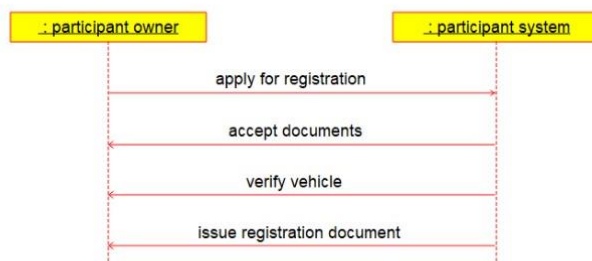 : participant owner
: participant system
apply for registration
accept documents
verify vehicle
issue registration document